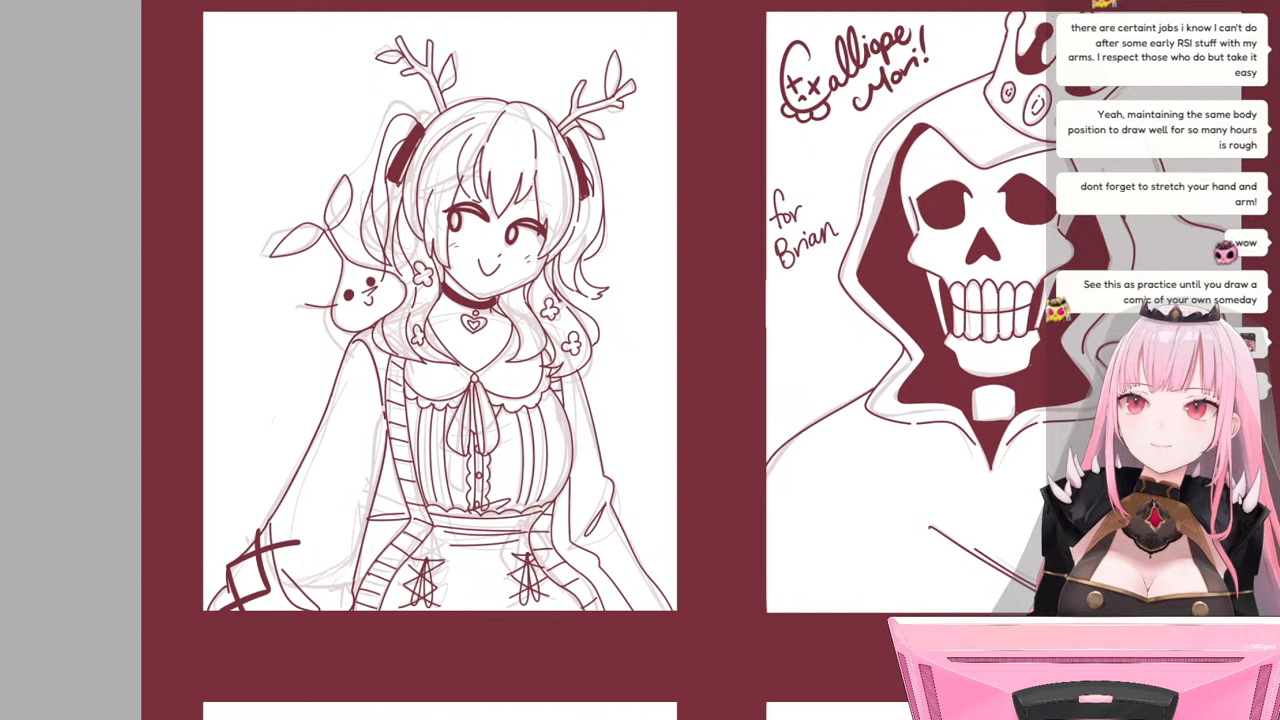 Calliope
Mori!
for
Brian
there are certaint jobs i know I can't do
after some early RSI stuff with my
arms. I respect those who do but take it
easy
Yeah, maintaining the same body
position to draw well for so many hours
is rough
dont forget to stretch your hand and
arm!
wow
See this as practice until you draw a
comic of your own someday